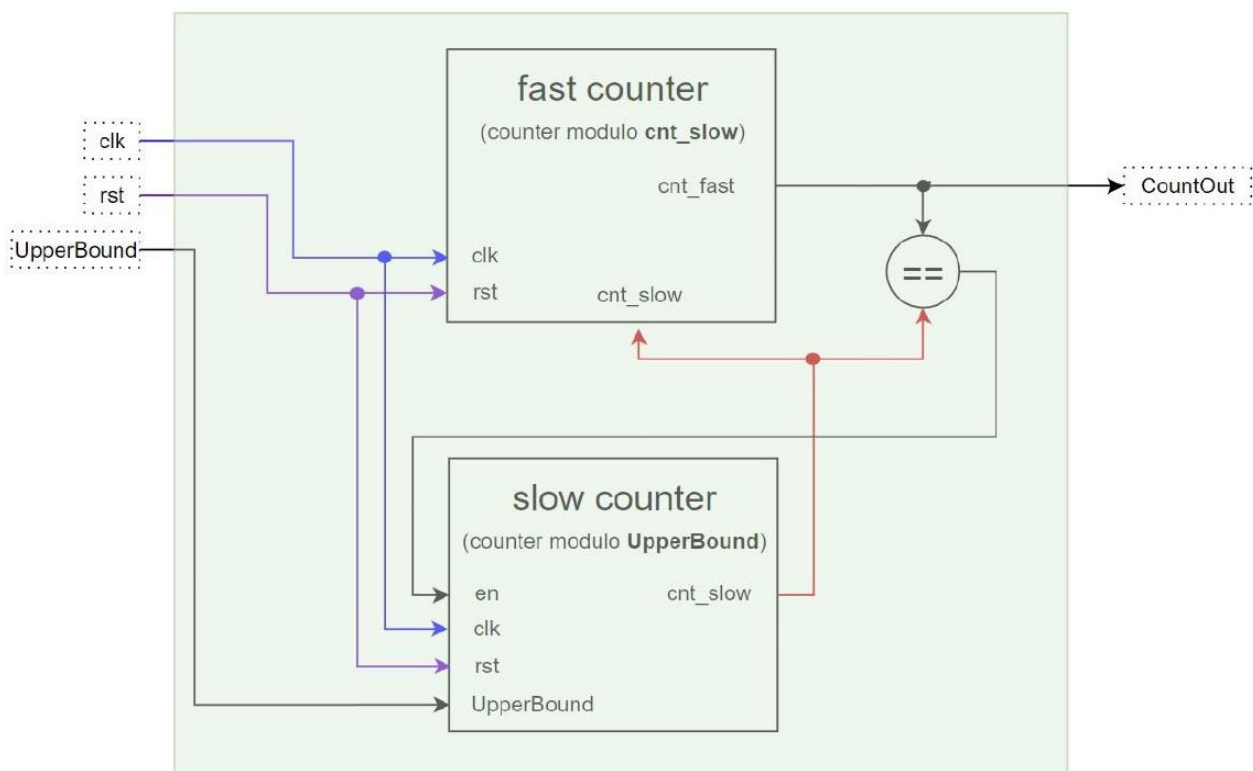 fast counter
(counter modulo cnt_slow)
clk
rst
UpperBound
cnt_fast
CountOut
clk
rst
cnt_slow
==
slow counter
(counter modulo UpperBound)
en
cnt_slow
clk
rst
UpperBound